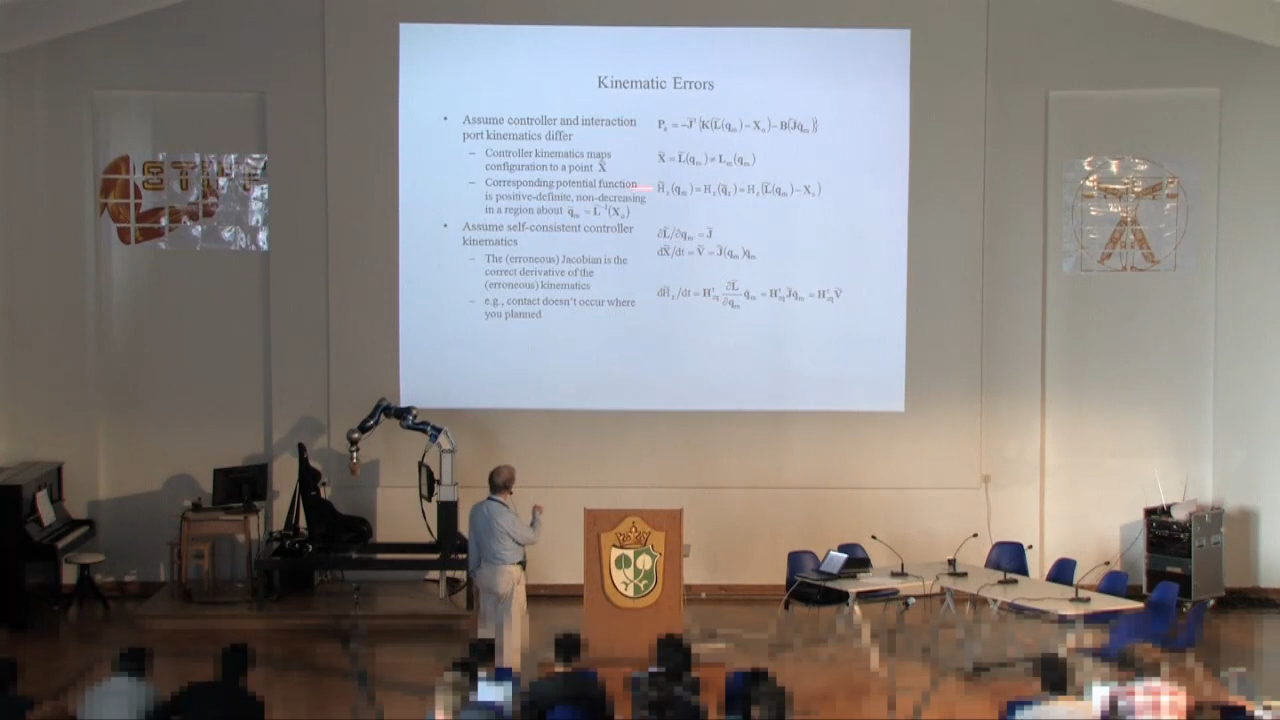 Kinematic Errors
• Assume controller and interaction
port kinematics differ
– Controller kinematics maps
configuration to a point X̃
– Corresponding potential function
is positive-definite, non-decreasing
in a region about q̃ₘ = L̃⁻¹(Xₒ)
• Assume self-consistent controller
kinematics
– The (erroneous) Jacobian is the
correct derivative of the
(erroneous) kinematics
– e.g., contact doesn't occur where
you planned
X̃ = L̃(qₘ) ≠ Lₘ(qₘ)
∂L̃/∂qₘ = J̃
dX̃/dt = Ṽ = J̃(qₘ)q̇ₘ